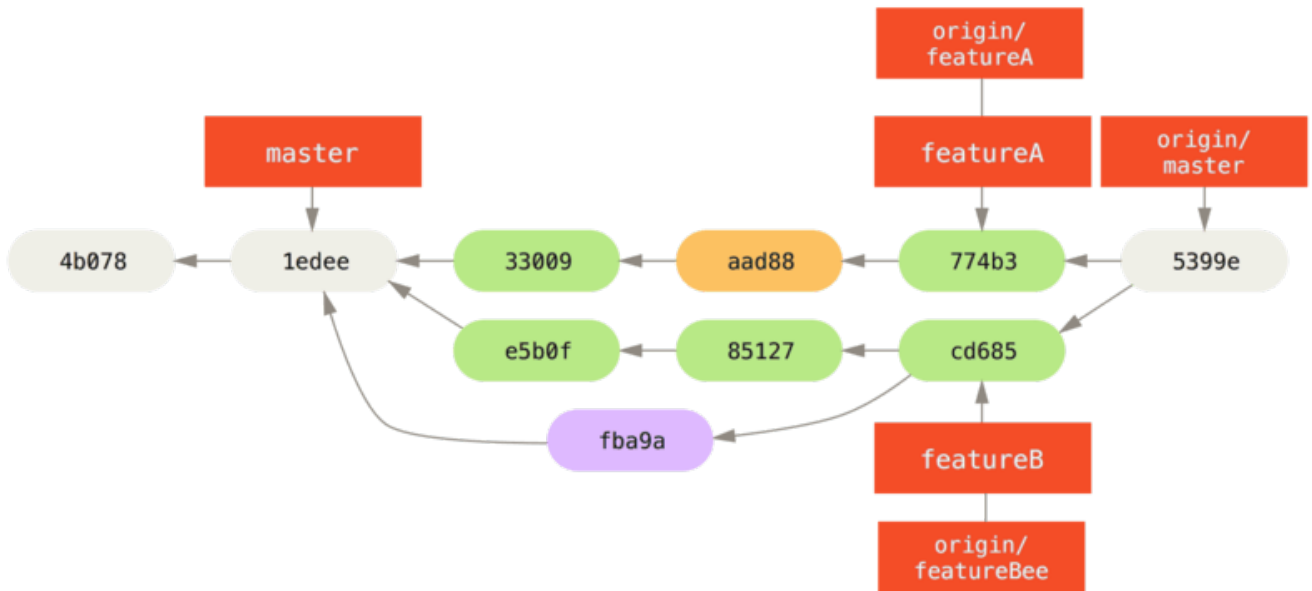 origin/
featureA
master
featureA
origin/
master
4b078
1edee
33009
aad88
774b3
5399e
e5b0f
85127
cd685
fba9a
featureB
origin/
featureBee